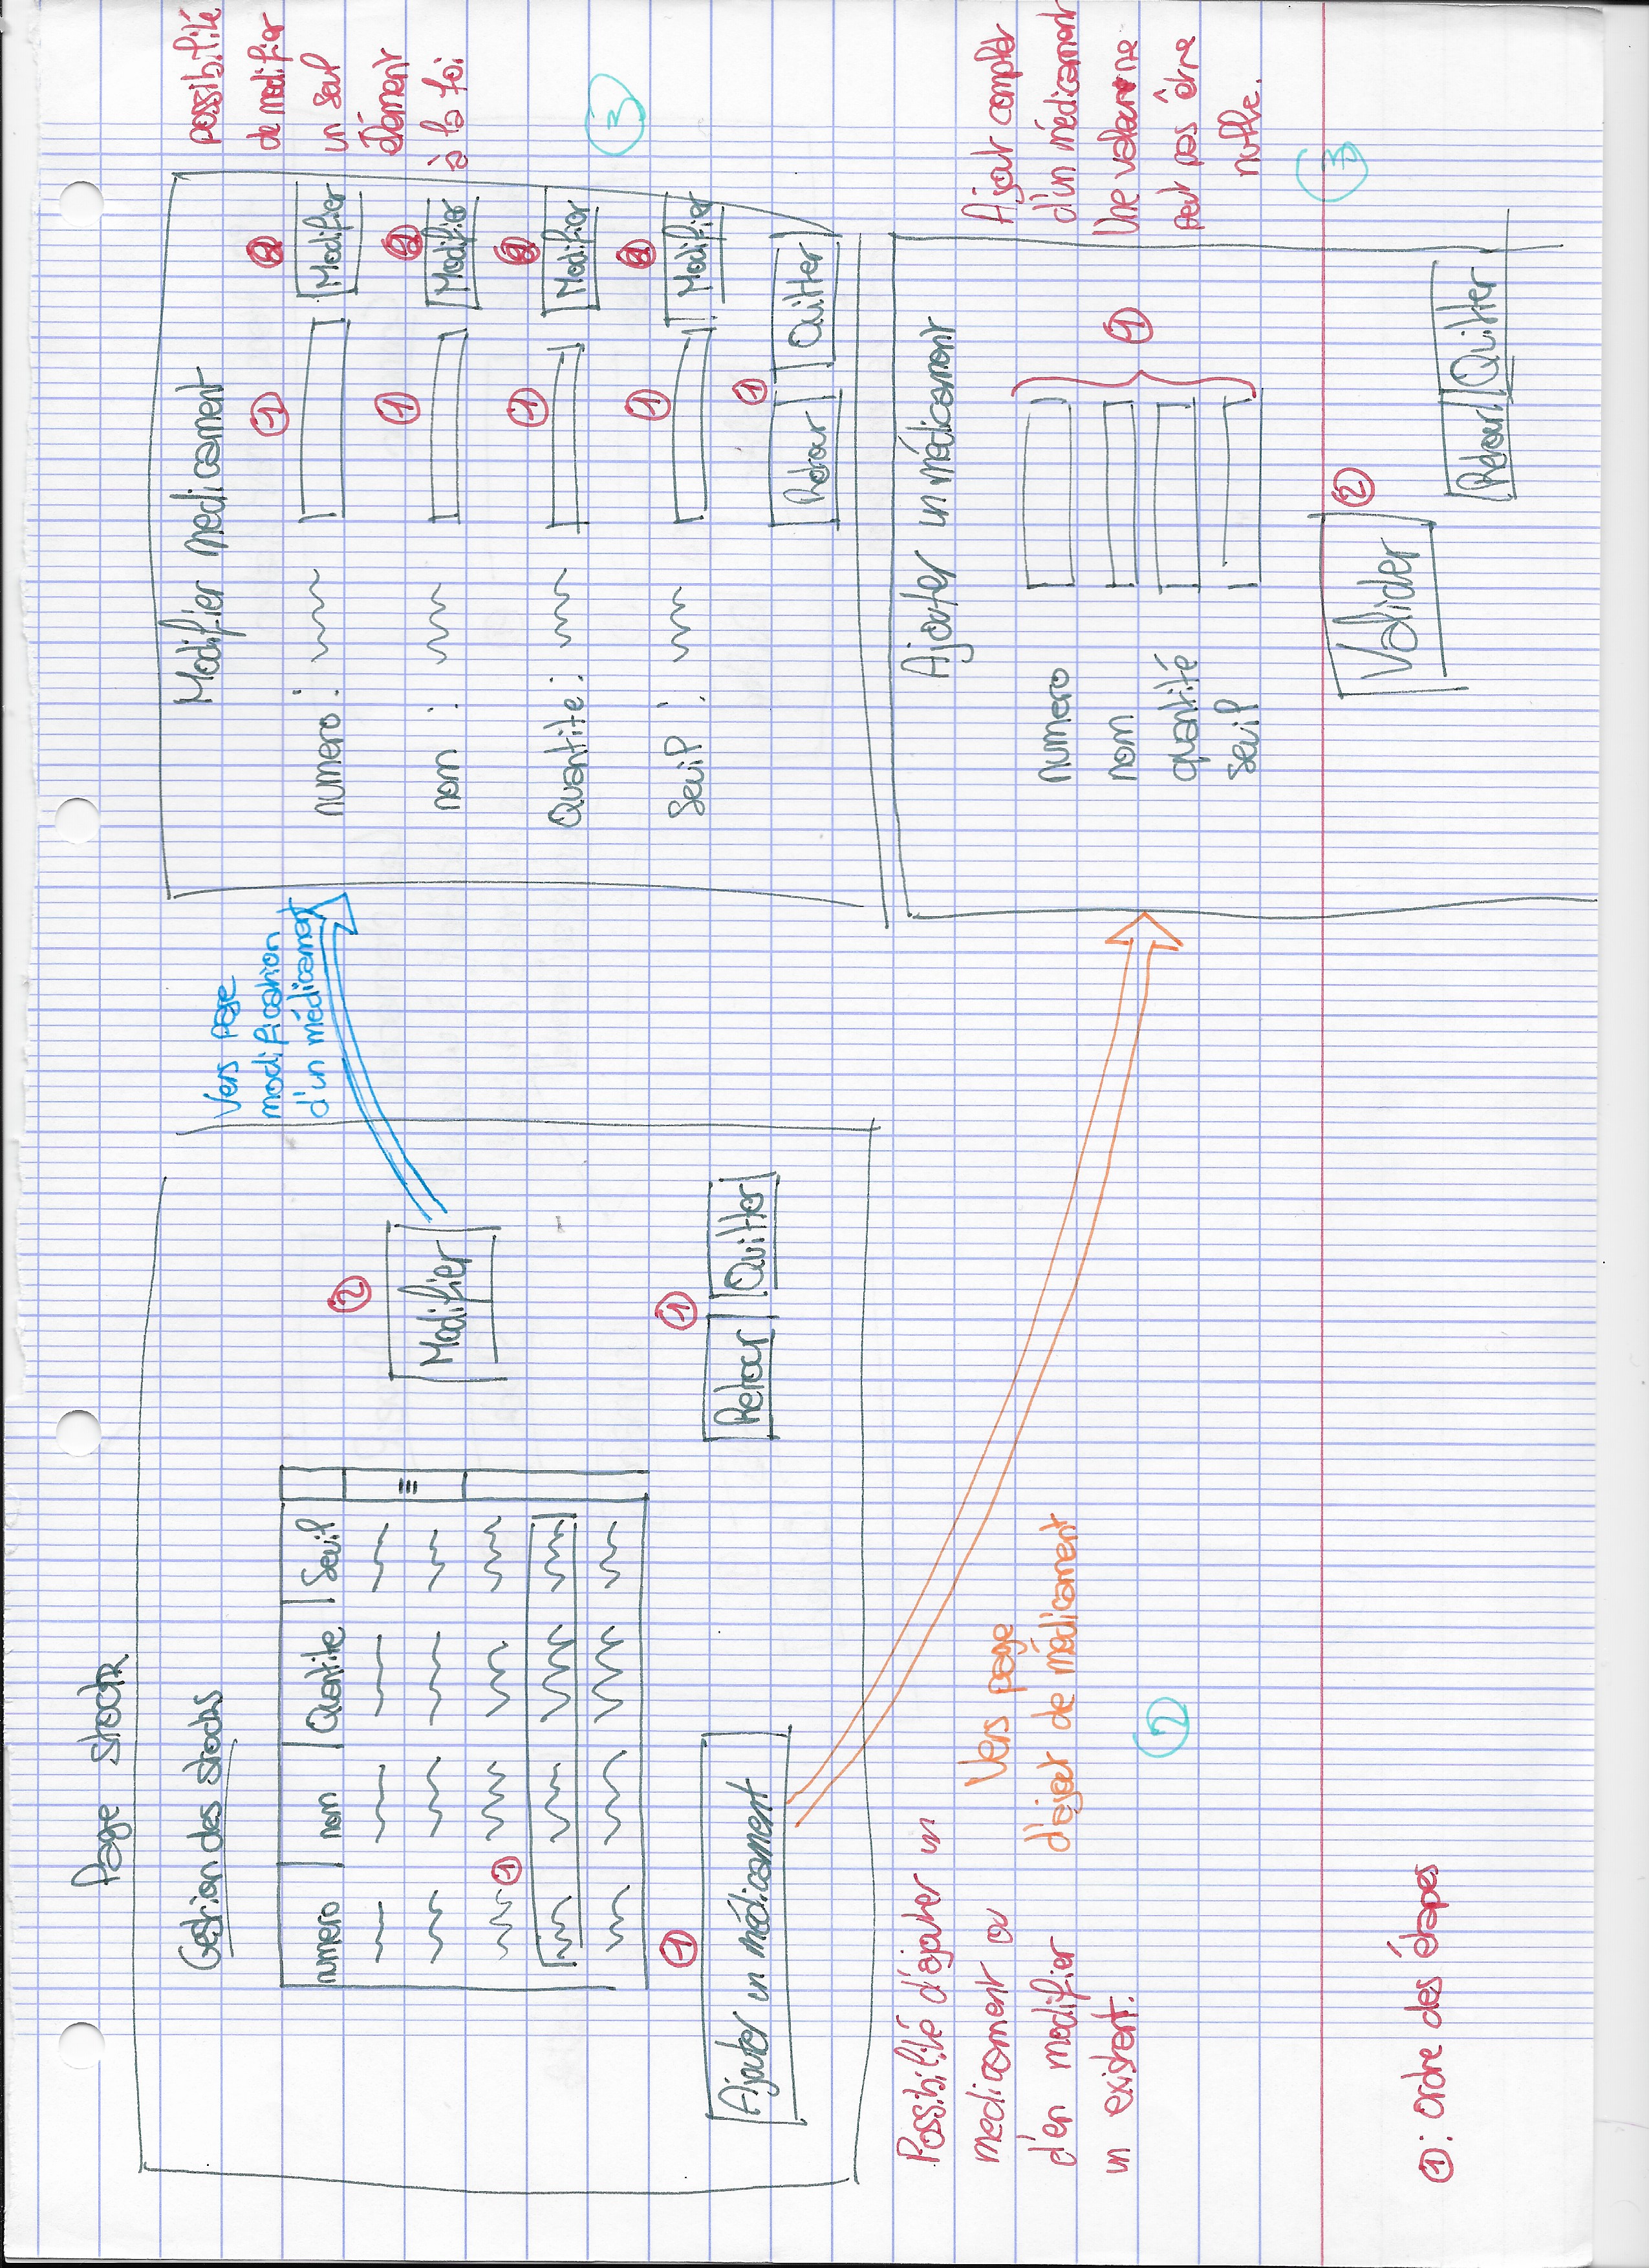 Page stock
Gestion des stocks
numero nom Quantite Seuil
①
②
Modifier
①
Ajouter un médicament
①
Retour Quitter
Vers page
modification
d'un médicament
Modifier medicament
① ②
numero : Modifier
① ②
nom : Modifier
① ②
Quantite : Modifier
① ②
Seuil : Modifier
①
Retour Quitter
possibilité
de modifier
un seul
élément
à la foi
③
Possibilité d'ajouter un
medicament ou
d'en modifier
un existent.
Vers page
d'ajout de médicament
②
Ajouter un médicament
numero
nom
quantité
seuil
①
Valider ②
Retour Quitter
Ajout complet
d'un médicament
Une valeur ne
peut pas être
nulle.
③
①: ordre des étapes